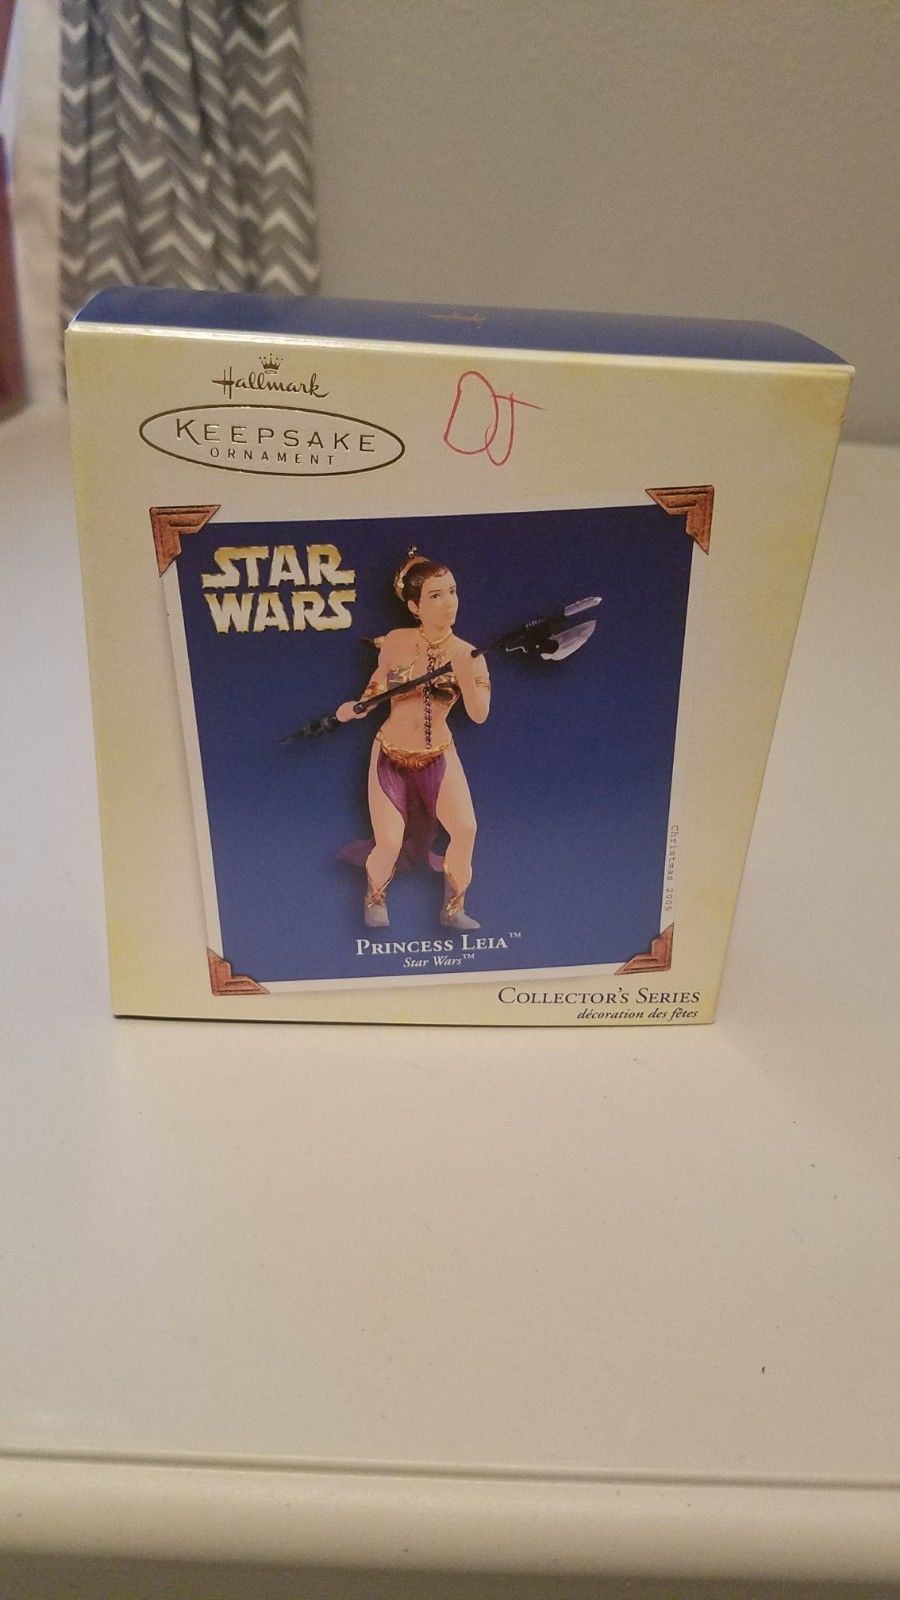 Hallmark
KEEPSAKE
ORNAMENT
DJ
STAR
WARS
Christmas 2005
PRINCESS LEIA™
Star Wars™
COLLECTOR'S SERIES
décoration des fêtes